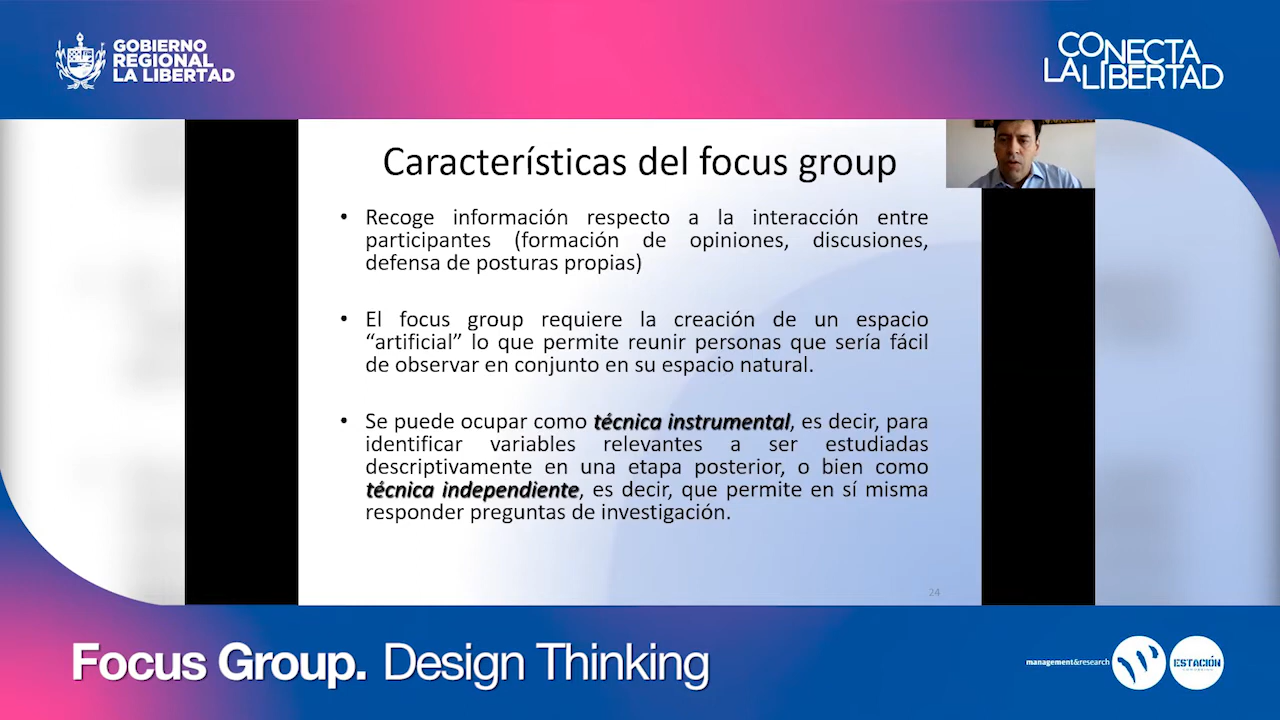 GOBIERNO
REGIONAL
LA LIBERTAD
CONECTA
LA LIBERTAD
Características del focus group
• Recoge información respecto a la interacción entre
participantes (formación de opiniones, discusiones,
defensa de posturas propias)
• El focus group requiere la creación de un espacio
“artificial” lo que permite reunir personas que sería fácil
de observar en conjunto en su espacio natural.
• Se puede ocupar como técnica instrumental, es decir, para
identificar variables relevantes a ser estudiadas
descriptivamente en una etapa posterior, o bien como
técnica independiente, es decir, que permite en sí misma
responder preguntas de investigación.
24
Focus Group. Design Thinking
management&research
ESTACIÓN